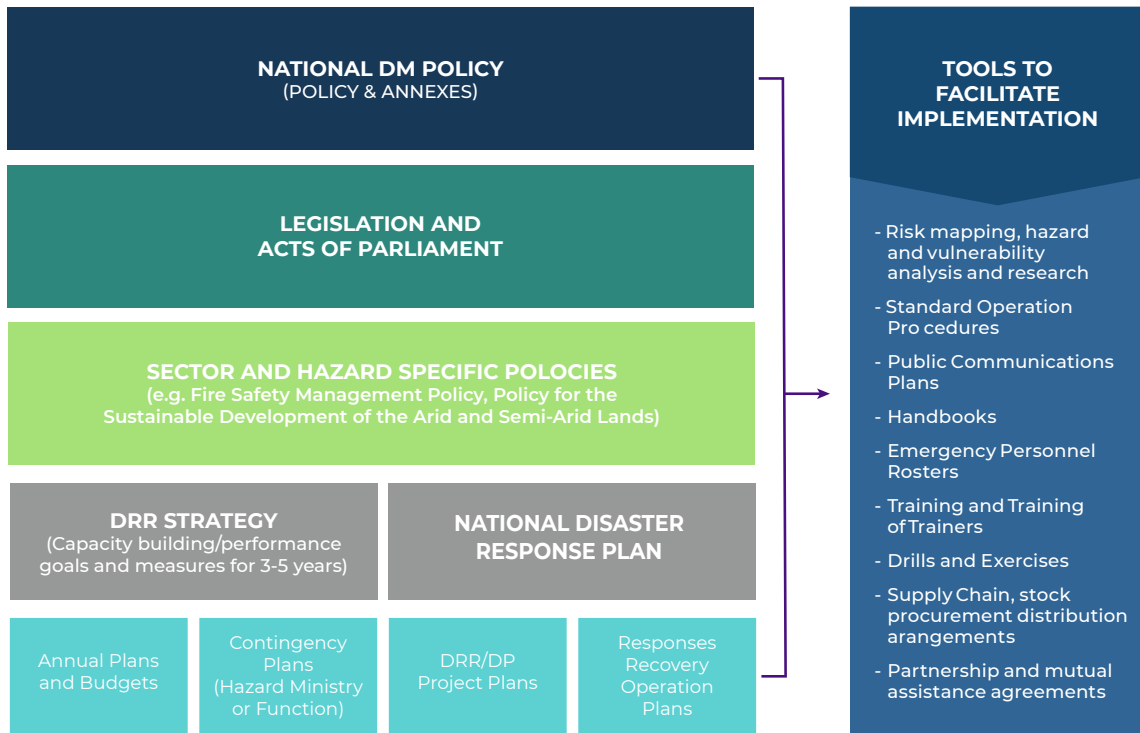 NATIONAL DM POLICY
(POLICY & ANNEXES)
LEGISLATION AND
ACTS OF PARLIAMENT
SECTOR AND HAZARD SPECIFIC POLOCIES
(e.g. Fire Safety Management Policy, Policy for the
Sustainable Development of the Arid and Semi-Arid Lands)
DRR STRATEGY
(Capacity building/performance
goals and measures for 3-5 years)
NATIONAL DISASTER
RESPONSE PLAN
Annual Plans
and Budgets
Contingency
Plans
(Hazard Ministry
or Function)
DRR/DP
Project Plans
Responses
Recovery
Operation
Plans
TOOLS TO
FACILITATE
IMPLEMENTATION
- Risk mapping, hazard
and vulnerability
analysis and research
- Standard Operation
Pro cedures
- Public Communications
Plans
- Handbooks
- Emergency Personnel
Rosters
- Training and Training
of Trainers
- Drills and Exercises
- Supply Chain, stock
procurement distribution
arangements
- Partnership and mutual
assistance agreements